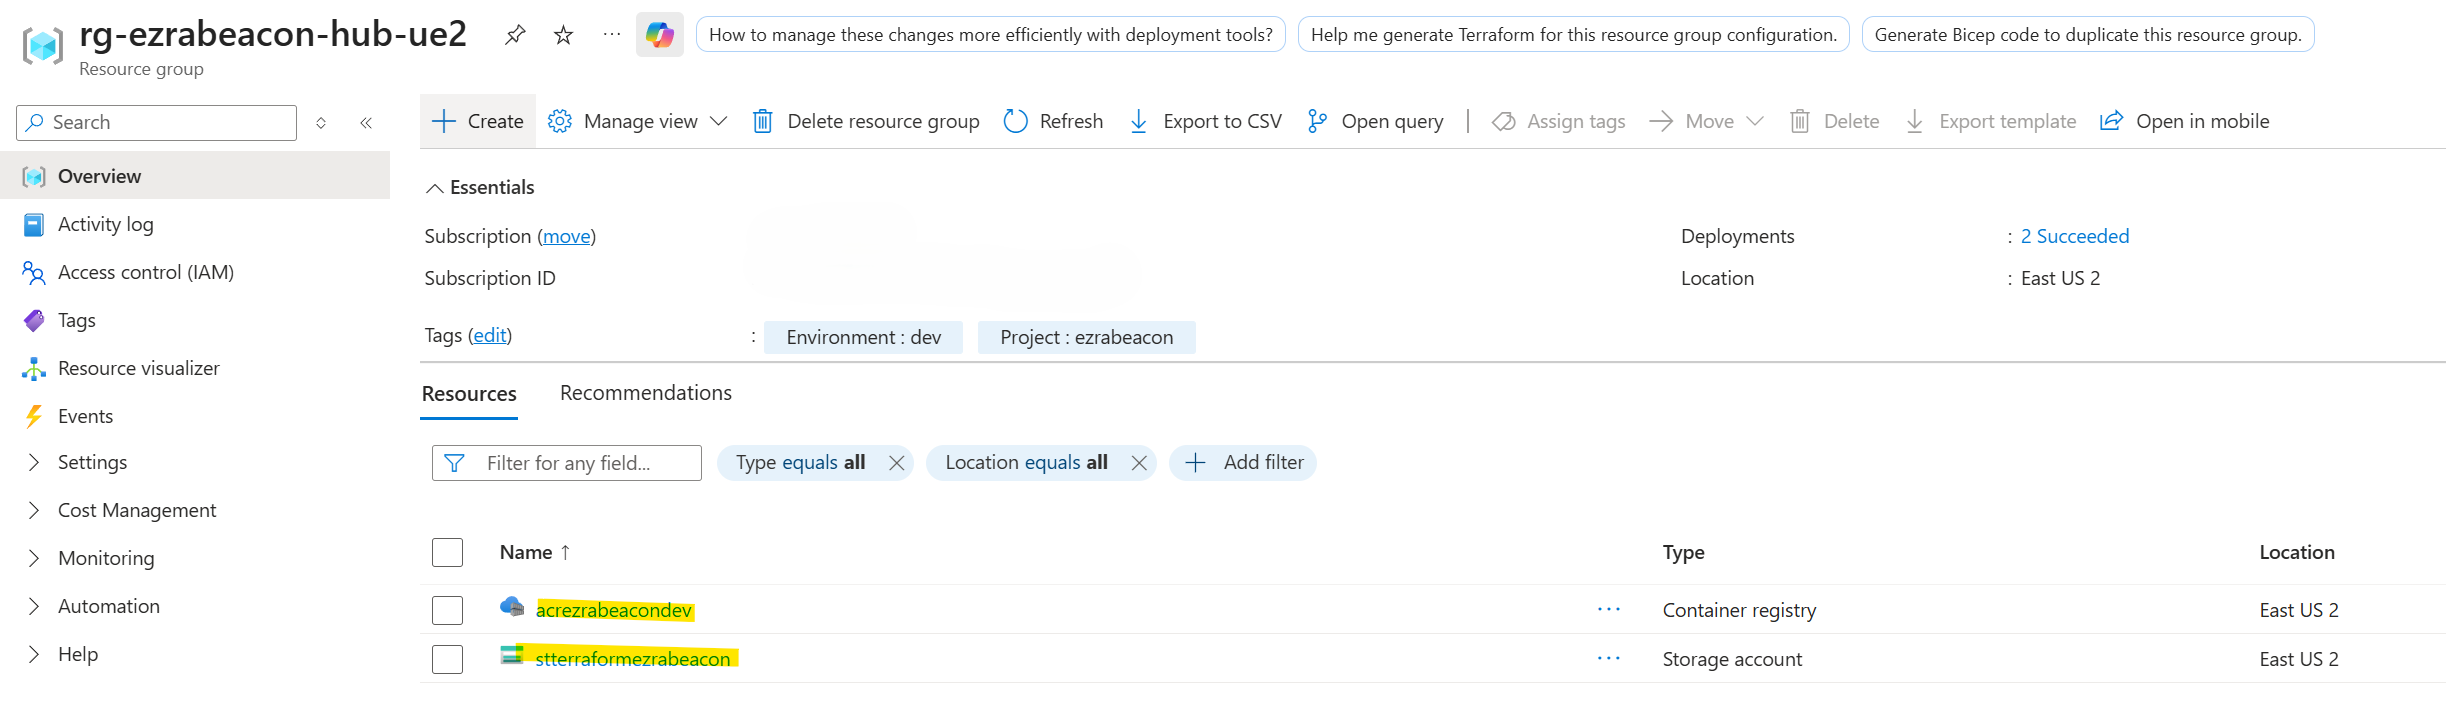 rg-ezrabeacon-hub-ue2
Resource group
How to manage these changes more efficiently with deployment tools?
Help me generate Terraform for this resource group configuration.
Generate Bicep code to duplicate this resource group.
Search
Overview
Activity log
Access control (IAM)
Tags
Resource visualizer
Events
Settings
Cost Management
Monitoring
Automation
Help
Create
Manage view
Delete resource group
Refresh
Export to CSV
Open query
Assign tags
Move
Delete
Export template
Open in mobile
Essentials
Subscription (move)
Subscription ID
Deployments : 2 Succeeded
Location : East US 2
Tags (edit) : Environment : dev Project : ezrabeacon
Resources Recommendations
Filter for any field... Type equals all Location equals all Add filter
Name ↑ Type Location
acrezrabeacondev ··· Container registry East US 2
stterraformezrabeacon ··· Storage account East US 2